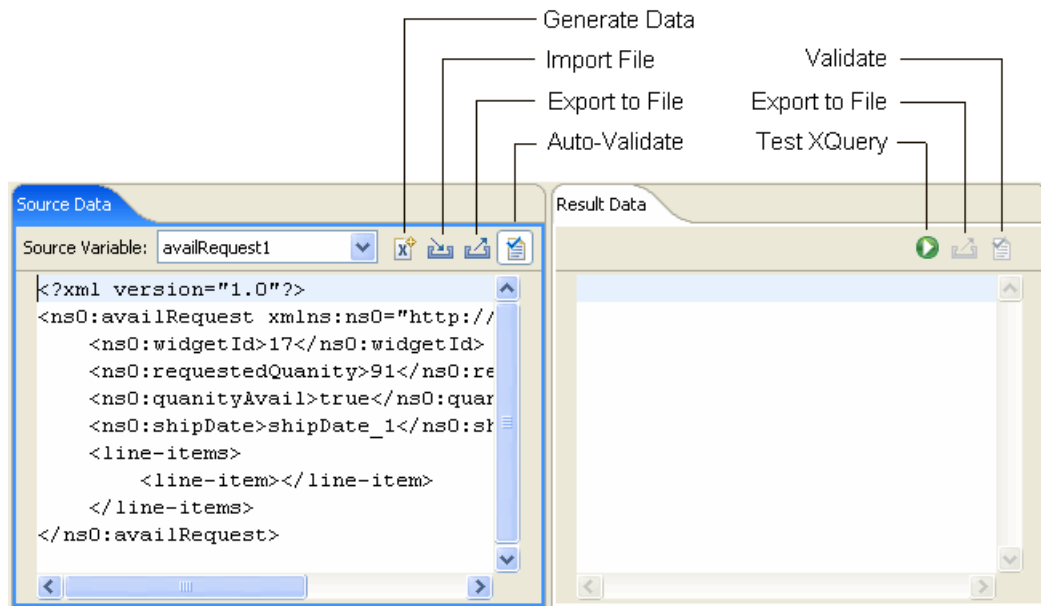 Generate Data
Import File Validate
Export to File Export to File
Auto-Validate Test XQuery
Source Data
Result Data
Source Variable: availRequest1
<?xml version="1.0"?>
<ns0:availRequest xmlns:ns0="http://
<ns0:widgetId>17</ns0:widgetId>
<ns0:requestedQuanity>91</ns0:re
<ns0:quanityAvail>true</ns0:quar
<ns0:shipDate>shipDate_1</ns0:sh
<line-items>
<line-item></line-item>
</line-items>
</ns0:availRequest>